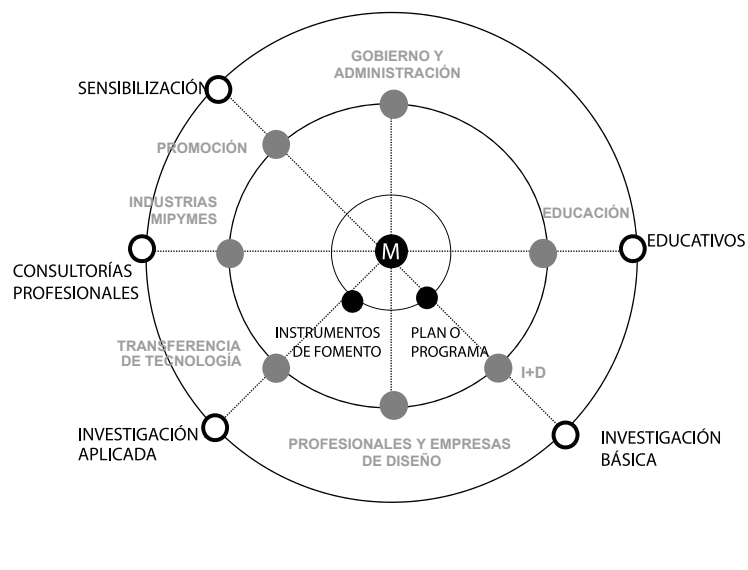 GOBIERNO Y
ADMINISTRACIÓN
SENSIBILIZACIÓN
PROMOCIÓN
INDUSTRIAS
MIPYMES
EDUCACIÓN
EDUCATIVOS
M
CONSULTORÍAS
PROFESIONALES
INSTRUMENTOS
DE FOMENTO
PLAN O
PROGRAMA
TRANSFERENCIA
DE TECNOLOGÍA
I+D
INVESTIGACIÓN
APLICADA
PROFESIONALES Y EMPRESAS
DE DISEÑO
INVESTIGACIÓN
BÁSICA